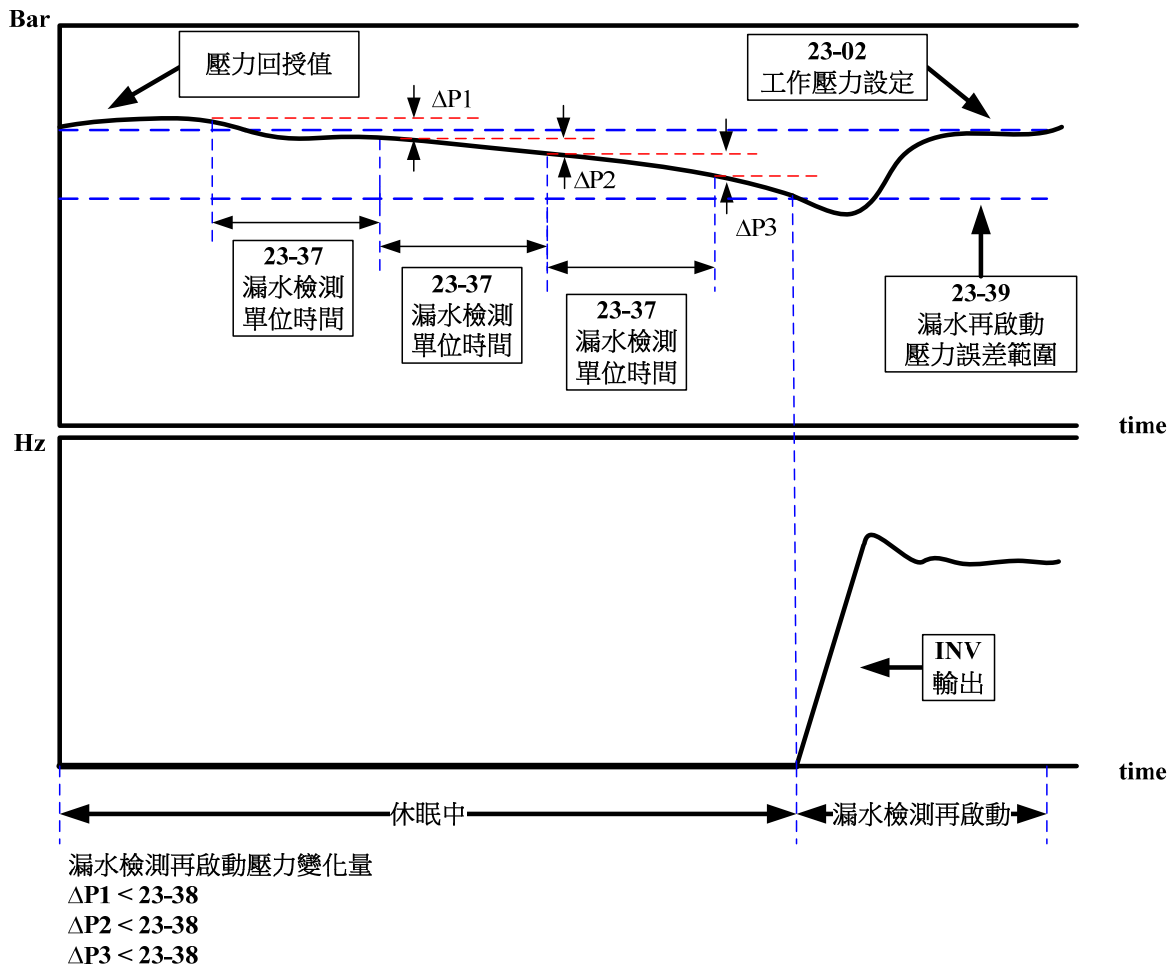 Bar
壓力回授值
ΔP1
23-02
工作壓力設定
ΔP2
ΔP3
23-37
漏水檢測
單位時間
23-37
漏水檢測
單位時間
23-37
漏水檢測
單位時間
23-39
漏水再啟動
壓力誤差範圍
time
Hz
INV
輸出
time
休眠中
漏水檢測再啟動
漏水檢測再啟動壓力變化量
ΔP1 < 23-38
ΔP2 < 23-38
ΔP3 < 23-38